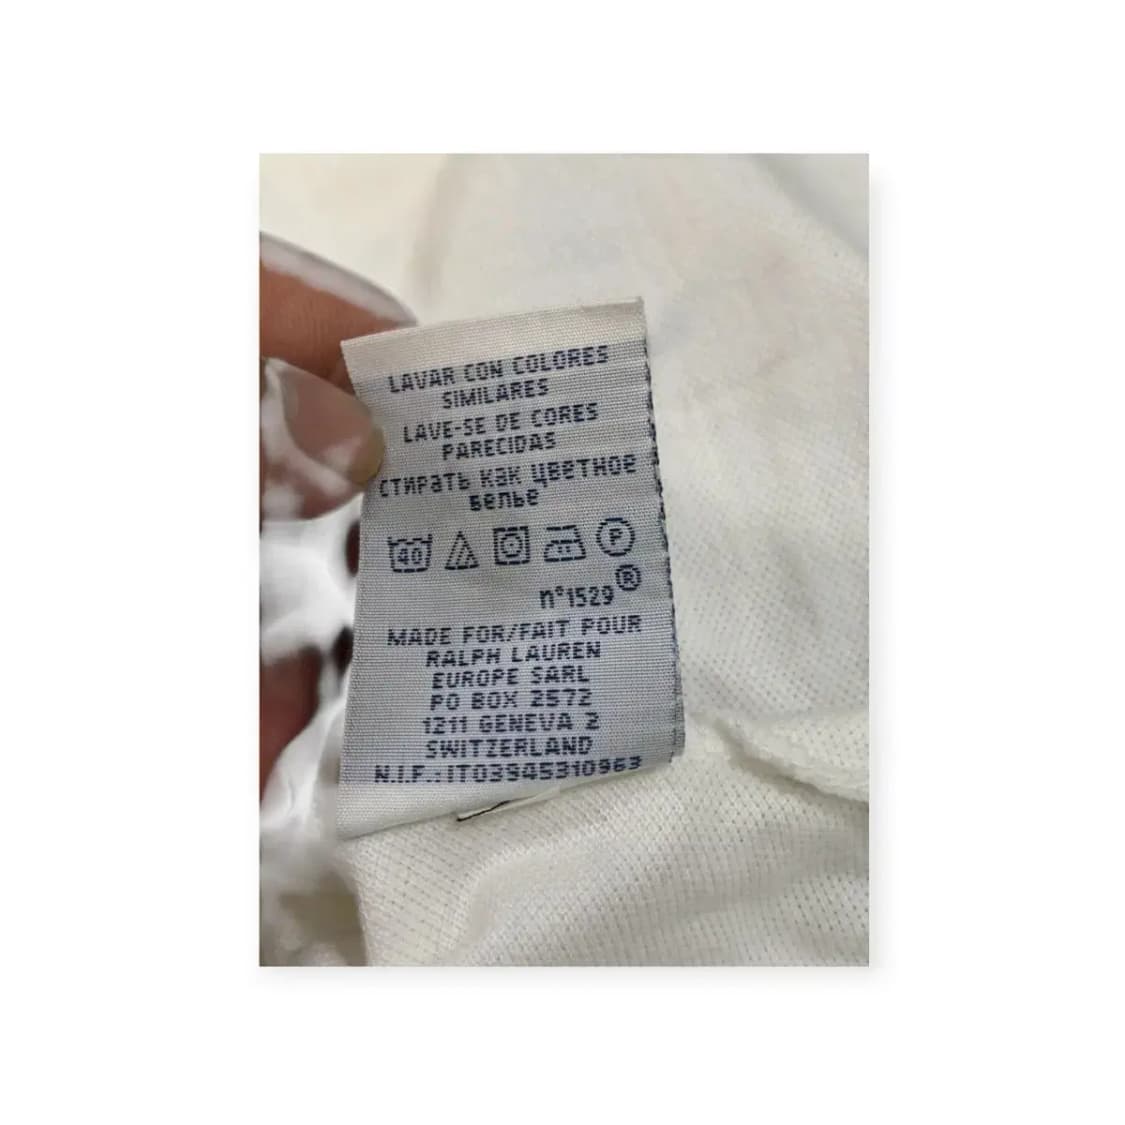 LAVAR CON COLORES
SIMILARES
LAVE-SE DE CORES
PARECIDAS
СТИРАТЬ КАК ЦВЕТНОЕ
БЕЛЬЕ
40 P
n°1529®
MADE FOR/FAIT POUR
RALPH LAUREN
EUROPE SARL
PO BOX 2572
1211 GENEVA 2
SWITZERLAND
N.I.F.:IT03945310963